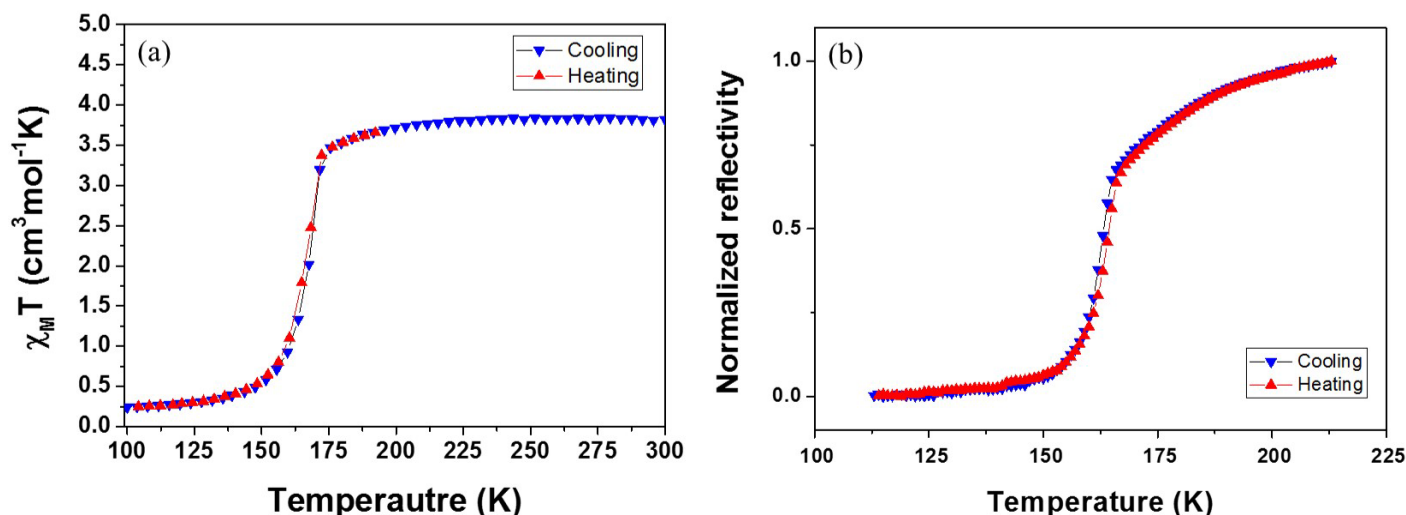 (a)
Cooling
Heating
5.0
4.5
4.0
3.5
3.0
2.5
2.0
1.5
1.0
0.5
0.0
χMT (cm³mol⁻¹K)
100 125 150 175 200 225 250 275 300
Temperautre (K)
(b)
1.0
0.5
0.0
Normalized reflectivity
Cooling
Heating
100 125 150 175 200 225
Temperature (K)